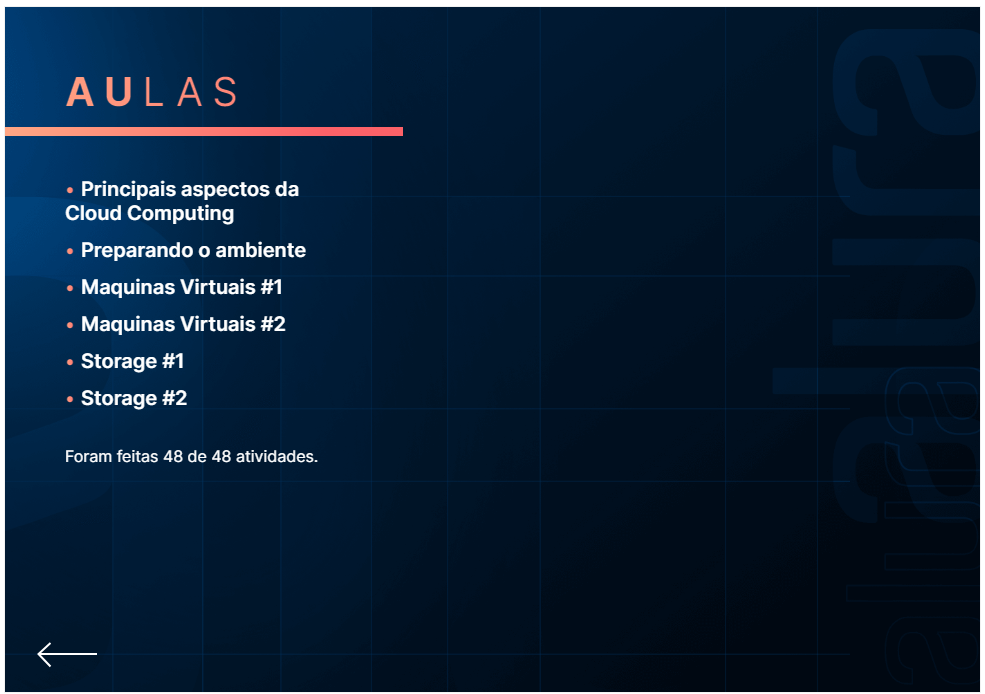 AULAS
• Principais aspectos da
Cloud Computing
• Preparando o ambiente
• Maquinas Virtuais #1
• Maquinas Virtuais #2
• Storage #1
• Storage #2
Foram feitas 48 de 48 atividades.
alura
alura